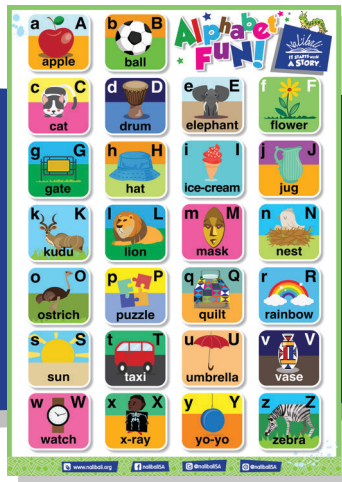 a A
apple
b B
ball
Alphabet
FUN!
Nal'ibali
IT STARTS WITH
A STORY.
c C
cat
d D
drum
e E
elephant
f F
flower
g G
gate
h H
hat
i I
ice-cream
j J
jug
k K
kudu
l L
lion
m M
mask
n N
nest
o O
ostrich
p P
puzzle
q Q
quilt
r R
rainbow
s S
sun
t T
taxi
u U
umbrella
v V
vase
w W
watch
x X
x-ray
y Y
yo-yo
z Z
zebra
www.nalibali.org
nalibaliSA
@nalibaliSA
@nalibaliSA